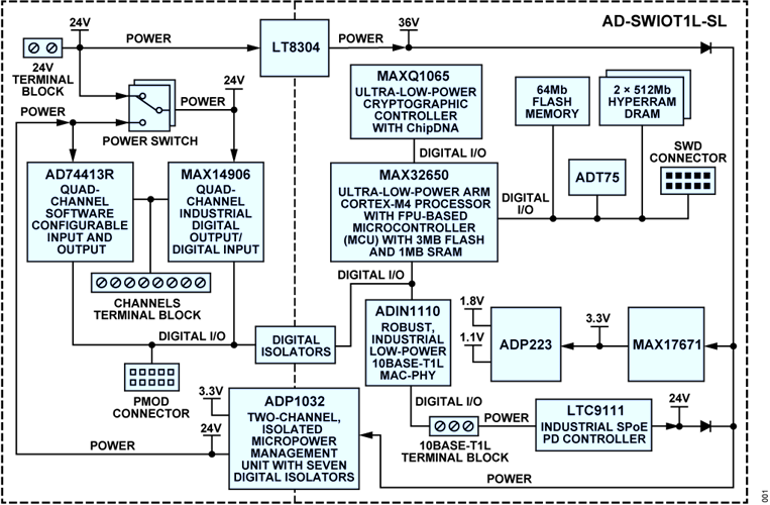 AD-SWIOT1L-SL
24V
POWER
LT8304
POWER
36V
24V
TERMINAL
BLOCK
POWER
POWER
24V
POWER SWITCH
MAXQ1065
ULTRA-LOW-POWER
CRYPTOGRAPHIC
CONTROLLER
WITH ChipDNA
64Mb
FLASH
MEMORY
2 × 512Mb
HYPERRAM
DRAM
SWD
CONNECTOR
DIGITAL I/O
AD74413R
QUAD-
CHANNEL
SOFTWARE
CONFIGURABLE
INPUT AND
OUTPUT
MAX14906
QUAD-
CHANNEL
INDUSTRIAL
DIGITAL
OUTPUT/
DIGITAL INPUT
MAX32650
ULTRA-LOW-POWER ARM
CORTEX-M4 PROCESSOR
WITH FPU-BASED
MICROCONTROLLER
(MCU) WITH 3MB FLASH
AND 1MB SRAM
DIGITAL
I/O
ADT75
CHANNELS
TERMINAL BLOCK
DIGITAL I/O
DIGITAL I/O
DIGITAL
ISOLATORS
PMOD
CONNECTOR
ADIN1110
ROBUST,
INDUSTRIAL
LOW-POWER
10BASE-T1L
MAC-PHY
1.8V
1.1V
ADP223
3.3V
MAX17671
3.3V
24V
POWER
ADP1032
TWO-CHANNEL,
ISOLATED
MICROPOWER
MANAGEMENT
UNIT WITH SEVEN
DIGITAL ISOLATORS
DIGITAL I/O
10BASE-T1L
TERMINAL BLOCK
POWER
LTC9111
INDUSTRIAL SPoE
PD CONTROLLER
24V
POWER
001